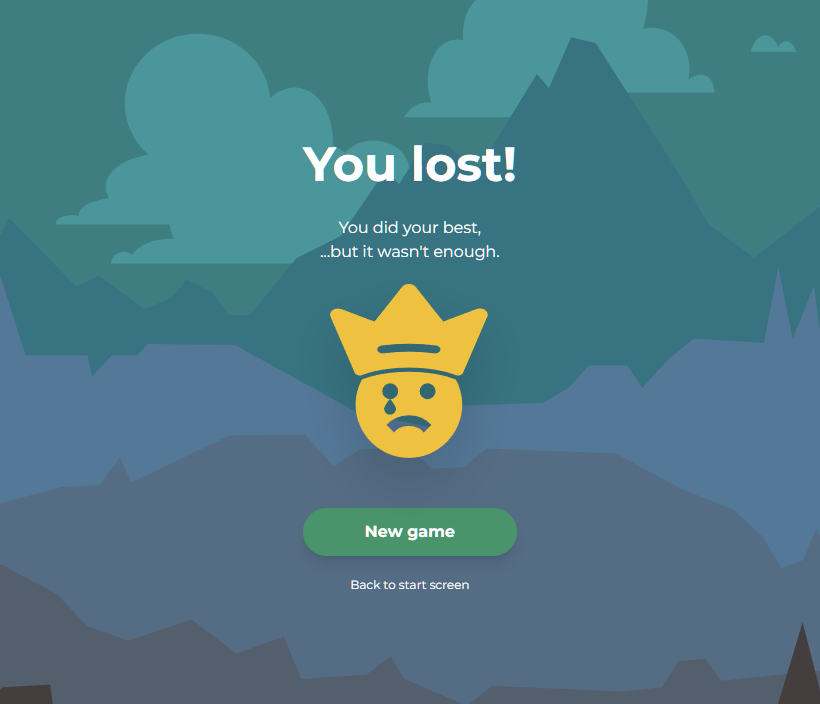 You lost!
You did your best,
...but it wasn't enough.
New game
Back to start screen